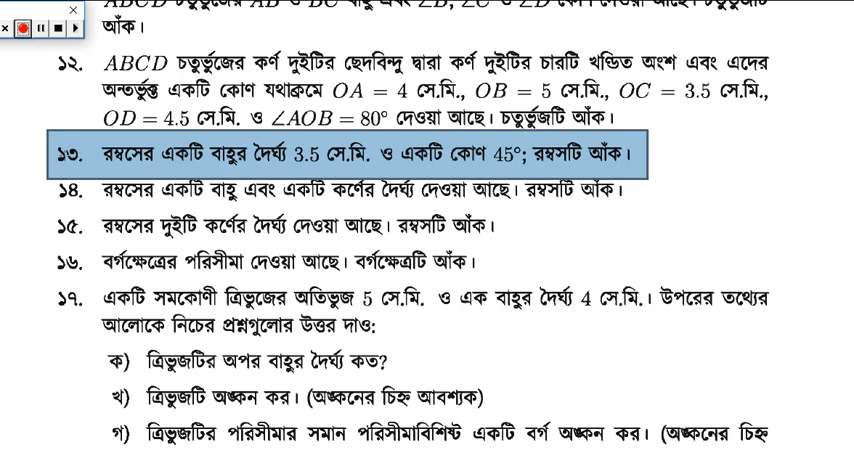 আঁক।
১২. ABCD চতুর্ভুজের কর্ণ দুইটির ছেদবিন্দু দ্বারা কর্ণ দুইটির চারটি খণ্ডিত অংশ এবং এদের
অন্তর্ভুক্ত একটি কোণ যথাক্রমে OA = 4 সে.মি., OB = 5 সে.মি., OC = 3.5 সে.মি.,
OD = 4.5 সে.মি. ও ∠AOB = 80° দেওয়া আছে। চতুর্ভুজটি আঁক।
১৩. রম্বসের একটি বাহুর দৈর্ঘ্য 3.5 সে.মি. ও একটি কোণ 45°; রম্বসটি আঁক।
১৪. রম্বসের একটি বাহু এবং একটি কর্ণের দৈর্ঘ্য দেওয়া আছে। রম্বসটি আঁক।
১৫. রম্বসের দুইটি কর্ণের দৈর্ঘ্য দেওয়া আছে। রম্বসটি আঁক।
১৬. বর্গক্ষেত্রের পরিসীমা দেওয়া আছে। বর্গক্ষেত্রটি আঁক।
১৭. একটি সমকোণী ত্রিভুজের অতিভুজ 5 সে.মি. ও এক বাহুর দৈর্ঘ্য 4 সে.মি.। উপরের তথ্যের
আলোকে নিচের প্রশ্নগুলোর উত্তর দাও:
ক) ত্রিভুজটির অপর বাহুর দৈর্ঘ্য কত?
খ) ত্রিভুজটি অঙ্কন কর। (অঙ্কনের চিহ্ন আবশ্যক)
গ) ত্রিভুজটির পরিসীমার সমান পরিসীমাবিশিষ্ট একটি বর্গ অঙ্কন কর। (অঙ্কনের চিহ্ন